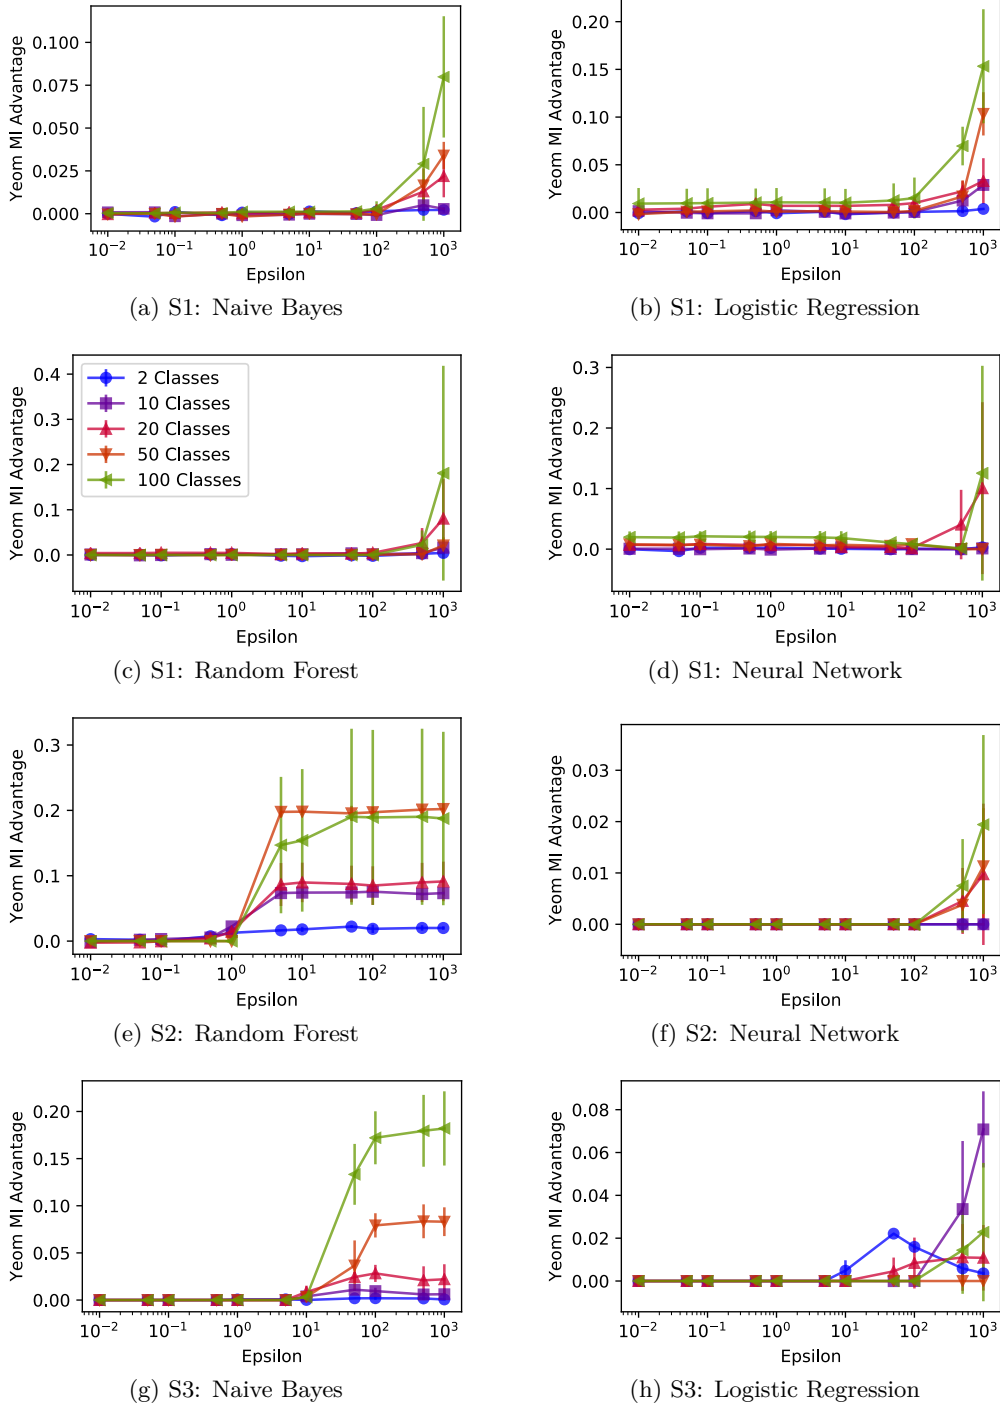 0.100
0.075
0.050
0.025
0.000
Yeom MI Advantage
10⁻² 10⁻¹ 10⁰ 10¹ 10² 10³
Epsilon
(a) S1: Naive Bayes
0.20
0.15
0.10
0.05
0.00
Yeom MI Advantage
10⁻² 10⁻¹ 10⁰ 10¹ 10² 10³
Epsilon
(b) S1: Logistic Regression
0.4
0.3
0.2
0.1
0.0
Yeom MI Advantage
2 Classes
10 Classes
20 Classes
50 Classes
100 Classes
10⁻² 10⁻¹ 10⁰ 10¹ 10² 10³
Epsilon
(c) S1: Random Forest
0.3
0.2
0.1
0.0
Yeom MI Advantage
10⁻² 10⁻¹ 10⁰ 10¹ 10² 10³
Epsilon
(d) S1: Neural Network
0.3
0.2
0.1
0.0
Yeom MI Advantage
10⁻² 10⁻¹ 10⁰ 10¹ 10² 10³
Epsilon
(e) S2: Random Forest
0.03
0.02
0.01
0.00
Yeom MI Advantage
10⁻² 10⁻¹ 10⁰ 10¹ 10² 10³
Epsilon
(f) S2: Neural Network
0.20
0.15
0.10
0.05
0.00
Yeom MI Advantage
10⁻² 10⁻¹ 10⁰ 10¹ 10² 10³
Epsilon
(g) S3: Naive Bayes
0.08
0.06
0.04
0.02
0.00
Yeom MI Advantage
10⁻² 10⁻¹ 10⁰ 10¹ 10² 10³
Epsilon
(h) S3: Logistic Regression